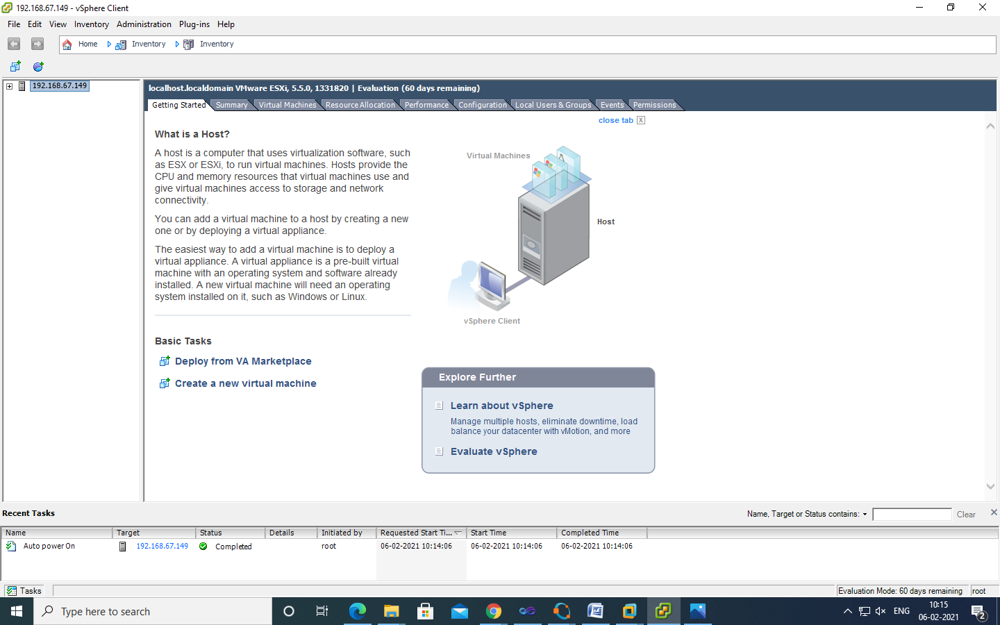 192.168.67.149 - vSphere Client
File Edit View Inventory Administration Plug-ins Help
Home Inventory Inventory
192.168.67.149
localhost.localdomain VMware ESXi, 5.5.0, 1331820 | Evaluation (60 days remaining)
Getting Started Summary Virtual Machines Resource Allocation Performance Configuration Local Users & Groups Events Permissions
close tab X
What is a Host?
A host is a computer that uses virtualization software, such
as ESX or ESXi, to run virtual machines. Hosts provide the
CPU and memory resources that virtual machines use and
give virtual machines access to storage and network
connectivity.
You can add a virtual machine to a host by creating a new
one or by deploying a virtual appliance.
The easiest way to add a virtual machine is to deploy a
virtual appliance. A virtual appliance is a pre-built virtual
machine with an operating system and software already
installed. A new virtual machine will need an operating
system installed on it, such as Windows or Linux.
Virtual Machines
Host
vSphere Client
Basic Tasks
Deploy from VA Marketplace
Create a new virtual machine
Explore Further
Learn about vSphere
Manage multiple hosts, eliminate downtime, load
balance your datacenter with vMotion, and more
Evaluate vSphere
Recent Tasks
Name, Target or Status contains: Clear
Name Target Status Details Initiated by Requested Start Ti... Start Time Completed Time
Auto power On 192.168.67.149 Completed root 06-02-2021 10:14:06 06-02-2021 10:14:06 06-02-2021 10:14:06
Tasks
Evaluation Mode: 60 days remaining root
Type here to search
ENG
10:15
06-02-2021
2